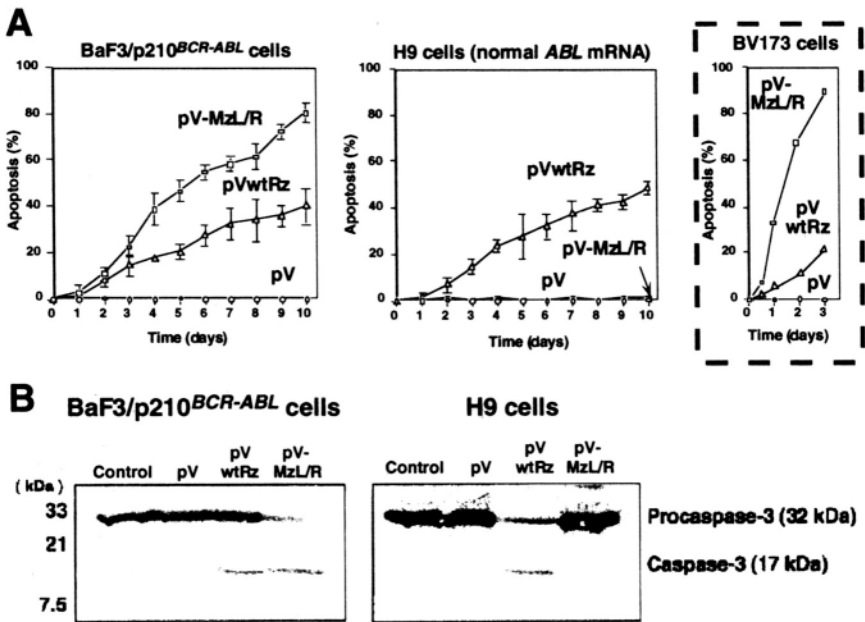 A
BaF3/p210BCR-ABL cells
Apoptosis (%)
100
80
60
40
20
0
pV-MzL/R
pVwtRz
pV
0 1 2 3 4 5 6 7 8 9 10
Time (days)
H9 cells (normal ABL mRNA)
Apoptosis (%)
100
80
60
40
20
0
pVwtRz
pV-MzL/R
pV
0 1 2 3 4 5 6 7 8 9 10
Time (days)
BV173 cells
Apoptosis (%)
100
80
60
40
20
0
pV-
MzL/R
pV
wtRz
pV
0 1 2 3
Time (days)
B
BaF3/p210BCR-ABL cells
Control pV pV wtRz pV-MzL/R
(kDa)
33
21
7.5
H9 cells
Control pV pV wtRz pV-MzL/R
Procaspase-3 (32 kDa)
Caspase-3 (17 kDa)